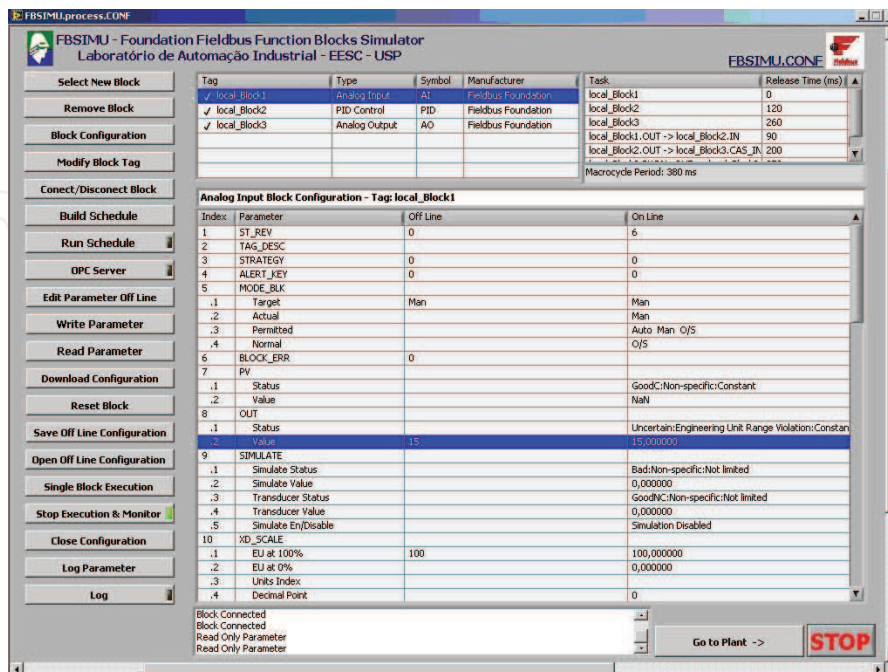 FBSIMU.process.CONF
FBSIMU - Foundation Fieldbus Function Blocks Simulator
Laboratório de Automação Industrial - EESC - USP
FBSIMU.CONF
Select New Block
Remove Block
Block Configuration
Modify Block Tag
Conect/Disconect Block
Build Schedule
Run Schedule
OPC Server
Edit Parameter Off Line
Write Parameter
Read Parameter
Download Configuration
Reset Block
Save Off Line Configuration
Open Off Line Configuration
Single Block Execution
Stop Execution & Monitor
Close Configuration
Log Parameter
Log
Tag Type Symbol Manufacturer
local_Block1 Analog Input AI Fieldbus Foundation
local_Block2 PID Control PID Fieldbus Foundation
local_Block3 Analog Output AO Fieldbus Foundation
Task Release Time (ms)
local_Block1 0
local_Block2 120
local_Block3 260
local_Block1.OUT -> local_Block2.IN 90
local_Block2.OUT -> local_Block3.CAS_IN 200
Macrocycle Period: 380 ms
Analog Input Block Configuration - Tag: local_Block1
Index Parameter Off Line On Line
1 ST_REV 0 6
2 TAG_DESC
3 STRATEGY 0 0
4 ALERT_KEY 0 0
5 MODE_BLK
.1 Target Man Man
.2 Actual Man
.3 Permitted Auto Man O/S
.4 Normal O/S
6 BLOCK_ERR 0
7 PV
.1 Status GoodC:Non-specific:Constant
.2 Value NaN
8 OUT
.1 Status Uncertain:Engineering Unit Range Violation:Constan
.2 Value 15 15,000000
9 SIMULATE
.1 Simulate Status Bad:Non-specific:Not limited
.2 Simulate Value 0,000000
.3 Transducer Status GoodNC:Non-specific:Not limited
.4 Transducer Value 0,000000
.5 Simulate En/Disable Simulation Disabled
10 XD_SCALE
.1 EU at 100% 100 100,000000
.2 EU at 0% 0,000000
.3 Units Index
.4 Decimal Point 0
Block Connected
Block Connected
Read Only Parameter
Read Only Parameter
Go to Plant ->
STOP